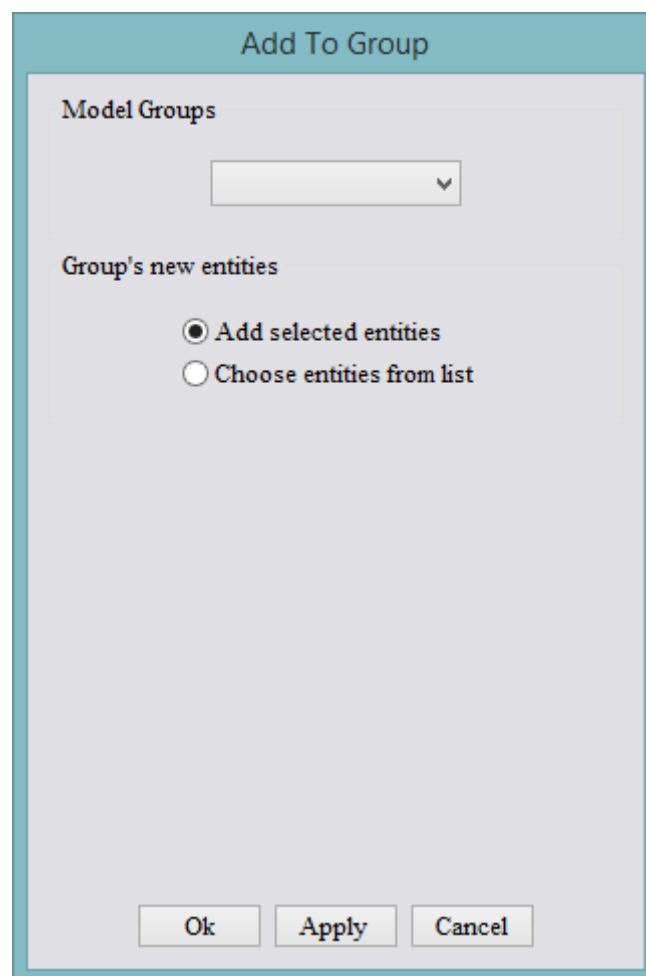 Add To Group
Model Groups
Group's new entities
Add selected entities
Choose entities from list
Ok Apply Cancel